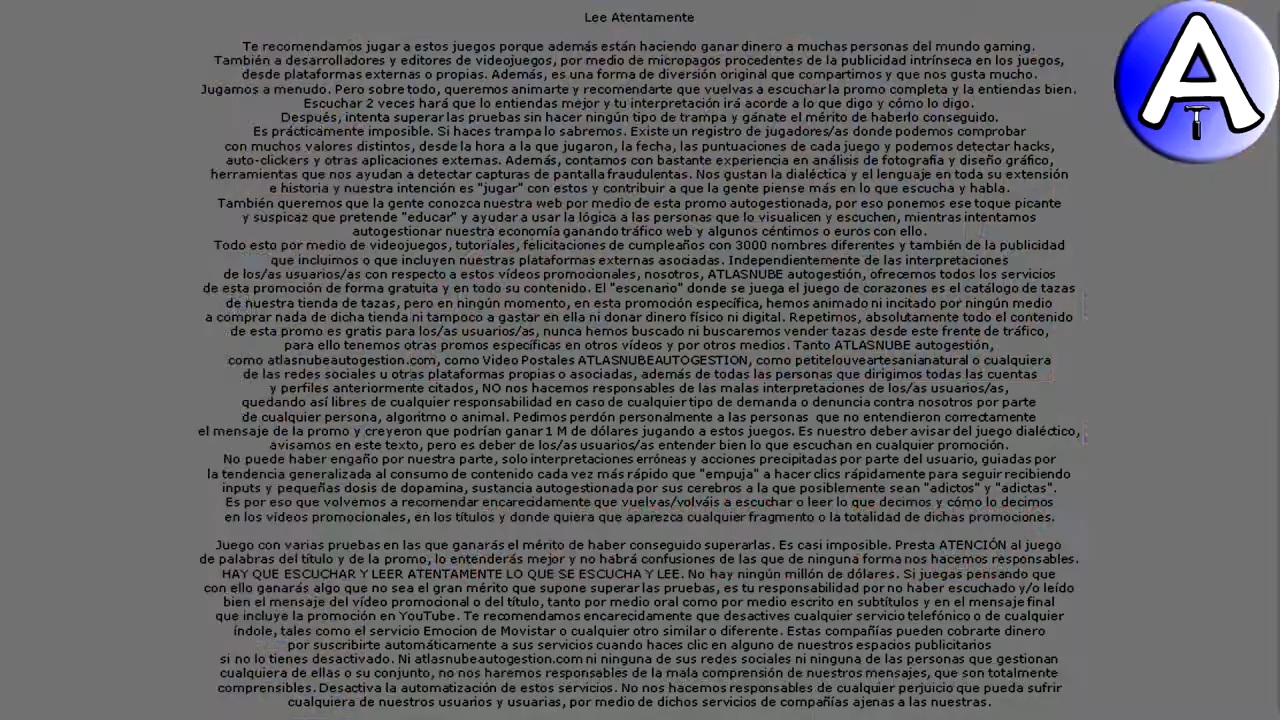 Lee Atentamente
Te recomendamos jugar a estos juegos porque además están haciendo ganar dinero a muchas personas del mundo gaming.
También a desarrolladores y editores de videojuegos, por medio de micropagos procedentes de la publicidad intrínseca en los juegos,
desde plataformas externas o propias. Además, es una forma de diversión original que compartimos y que nos gusta mucho.
Jugamos a menudo. Pero sobre todo, queremos animarte y recomendarte que vuelvas a escuchar la promo completa y la entiendas bien.
Escuchar 2 veces hará que lo entiendas mejor y tu interpretación irá acorde a lo que digo y cómo lo digo.
Después, intenta superar las pruebas sin hacer ningún tipo de trampa y gánate el mérito de haberlo conseguido.
Es prácticamente imposible. Si haces trampa lo sabremos. Existe un registro de jugadores/as donde podemos comprobar
con muchos valores distintos, desde la hora a la que jugaron, la fecha, las puntuaciones de cada juego y podemos detectar hacks,
auto-clickers y otras aplicaciones externas. Además, contamos con bastante experiencia en análisis de fotografía y diseño gráfico,
herramientas que nos ayudan a detectar capturas de pantalla fraudulentas. Nos gustan la dialéctica y el lenguaje en toda su extensión
e historia y nuestra intención es "jugar" con estos y contribuir a que la gente piense más en lo que escucha y habla.
También queremos que la gente conozca nuestra web por medio de esta promo autogestionada, por eso ponemos ese toque picante
y suspicaz que pretende "educar" y ayudar a usar la lógica a las personas que lo visualicen y escuchen, mientras intentamos
autogestionar nuestra economía ganando tráfico web y algunos céntimos o euros con ello.
Todo esto por medio de videojuegos, tutoriales, felicitaciones de cumpleaños con 3000 nombres diferentes y también de la publicidad
que incluimos o que incluyen nuestras plataformas externas asociadas. Independientemente de las interpretaciones
de los/as usuarios/as con respecto a estos vídeos promocionales, nosotros, ATLASNUBE autogestión, ofrecemos todos los servicios
de esta promoción de forma gratuita y en todo su contenido. El "escenario" donde se juega el juego de corazones es el catálogo de tazas
de nuestra tienda de tazas, pero en ningún momento, en esta promoción específica, hemos animado ni incitado por ningún medio
a comprar nada de dicha tienda ni tampoco a gastar en ella ni donar dinero físico ni digital. Repetimos, absolutamente todo el contenido
de esta promo es gratis para los/as usuarios/as, nunca hemos buscado ni buscaremos vender tazas desde este frente de tráfico,
para ello tenemos otras promos específicas en otros vídeos y por otros medios. Tanto ATLASNUBE autogestión,
como atlasnubeautogestion.com, como Video Postales ATLASNUBEAUTOGESTION, como petitelouveartesanianatural o cualquiera
de las redes sociales u otras plataformas propias o asociadas, además de todas las personas que dirigimos todas las cuentas
y perfiles anteriormente citados, NO nos hacemos responsables de las malas interpretaciones de los/as usuarios/as,
quedando así libres de cualquier responsabilidad en caso de cualquier tipo de demanda o denuncia contra nosotros por parte
de cualquier persona, algoritmo o animal. Pedimos perdón personalmente a las personas que no entendieron correctamente
el mensaje de la promo y creyeron que podrían ganar 1 M de dólares jugando a estos juegos. Es nuestro deber avisar del juego dialéctico,
avisamos en este texto, pero es deber de los/as usuarios/as entender bien lo que escuchan en cualquier promoción.
No puede haber engaño por nuestra parte, solo interpretaciones erróneas y acciones precipitadas por parte del usuario, guiadas por
la tendencia generalizada al consumo de contenido cada vez más rápido que "empuja" a hacer clics rápidamente para seguir recibiendo
inputs y pequeñas dosis de dopamina, sustancia autogestionada por sus cerebros a la que posiblemente sean "adictos" y "adictas".
Es por eso que volvemos a recomendar encarecidamente que vuelvas/volváis a escuchar o leer lo que decimos y cómo lo decimos
en los vídeos promocionales, en los títulos y donde quiera que aparezca cualquier fragmento o la totalidad de dichas promociones.
Juego con varias pruebas en las que ganarás el mérito de haber conseguido superarlas. Es casi imposible. Presta ATENCIÓN al juego
de palabras del título y de la promo, lo entenderás mejor y no habrá confusiones de las que de ninguna forma nos hacemos responsables.
HAY QUE ESCUCHAR Y LEER ATENTAMENTE LO QUE SE ESCUCHA Y LEE. No hay ningún millón de dólares. Si juegas pensando que
con ello ganarás algo que no sea el gran mérito que supone superar las pruebas, es tu responsabilidad por no haber escuchado y/o leído
bien el mensaje del vídeo promocional o del título, tanto por medio oral como por medio escrito en subtítulos y en el mensaje final
que incluye la promoción en YouTube. Te recomendamos encarecidamente que desactives cualquier servicio telefónico o de cualquier
índole, tales como el servicio Emocion de Movistar o cualquier otro similar o diferente. Estas compañías pueden cobrarte dinero
por suscribirte automáticamente a sus servicios cuando haces clic en alguno de nuestros espacios publicitarios
si no lo tienes desactivado. Ni atlasnubeautogestion.com ni ninguna de sus redes sociales ni ninguna de las personas que gestionan
cualquiera de ellas o su conjunto, no nos haremos responsables de la mala comprensión de nuestros mensajes, que son totalmente
comprensibles. Desactiva la automatización de estos servicios. No nos hacemos responsables de cualquier perjuicio que pueda sufrir
cualquiera de nuestros usuarios y usuarias, por medio de dichos servicios de compañías ajenas a las nuestras.
A